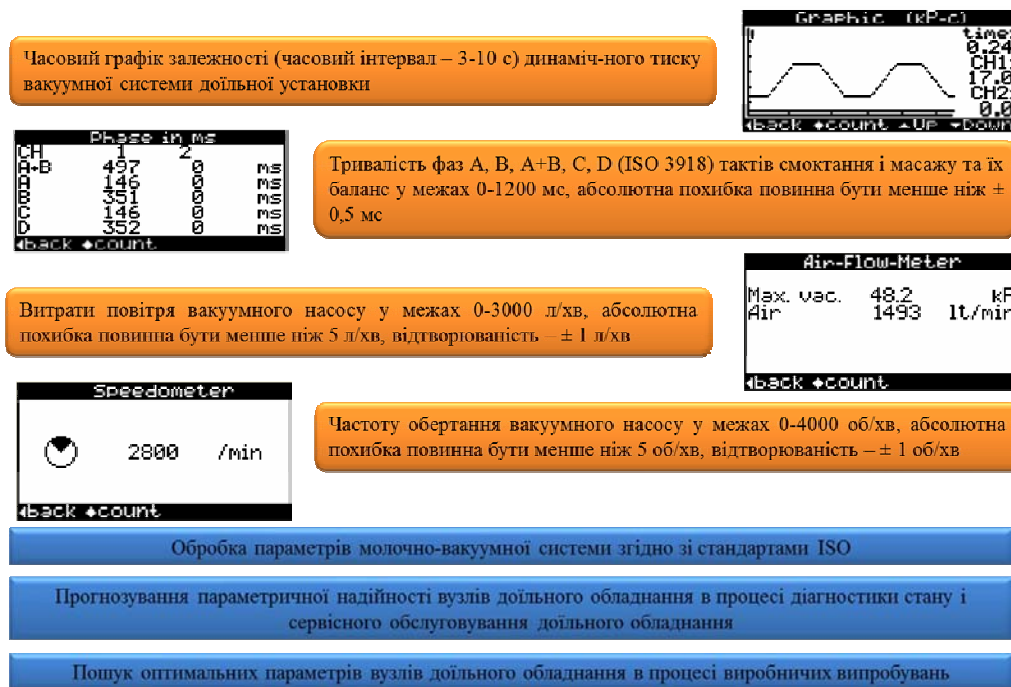 Graphic (kP-c)
time:
0.24
CH1:
17.0
CH2:
0.0
back count Up Down
Часовий графік залежності (часовий інтервал – 3-10 с) динаміч-ного тиску
вакуумної системи доїльної установки
Phase in ms
CH 1 2
A+B 497 0 ms
A 146 0 ms
B 351 0 ms
C 146 0 ms
D 352 0 ms
back count
Тривалість фаз А, В, А+В, С, D (ISO 3918) тактів смоктання і масажу та їх
баланс у межах 0-1200 мс, абсолютна похибка повинна бути менше ніж ±
0,5 мс
Air-Flow-Meter
Max. vac. 48.2 kP
Air 1493 lt/min
back count
Витрати повітря вакуумного насосу у межах 0-3000 л/хв, абсолютна
похибка повинна бути менше ніж 5 л/хв, відтворюваність – ± 1 л/хв
Speedometer
2800 /min
back count
Частоту обертання вакуумного насосу у межах 0-4000 об/хв, абсолютна
похибка повинна бути менше ніж 5 об/хв, відтворюваність – ± 1 об/хв
Обробка параметрів молочно-вакуумної системи згідно зі стандартами ISO
Прогнозування параметричної надійності вузлів доїльного обладнання в процесі діагностики стану і
сервісного обслуговування доїльного обладнання
Пошук оптимальних параметрів вузлів доїльного обладнання в процесі виробничих випробувань